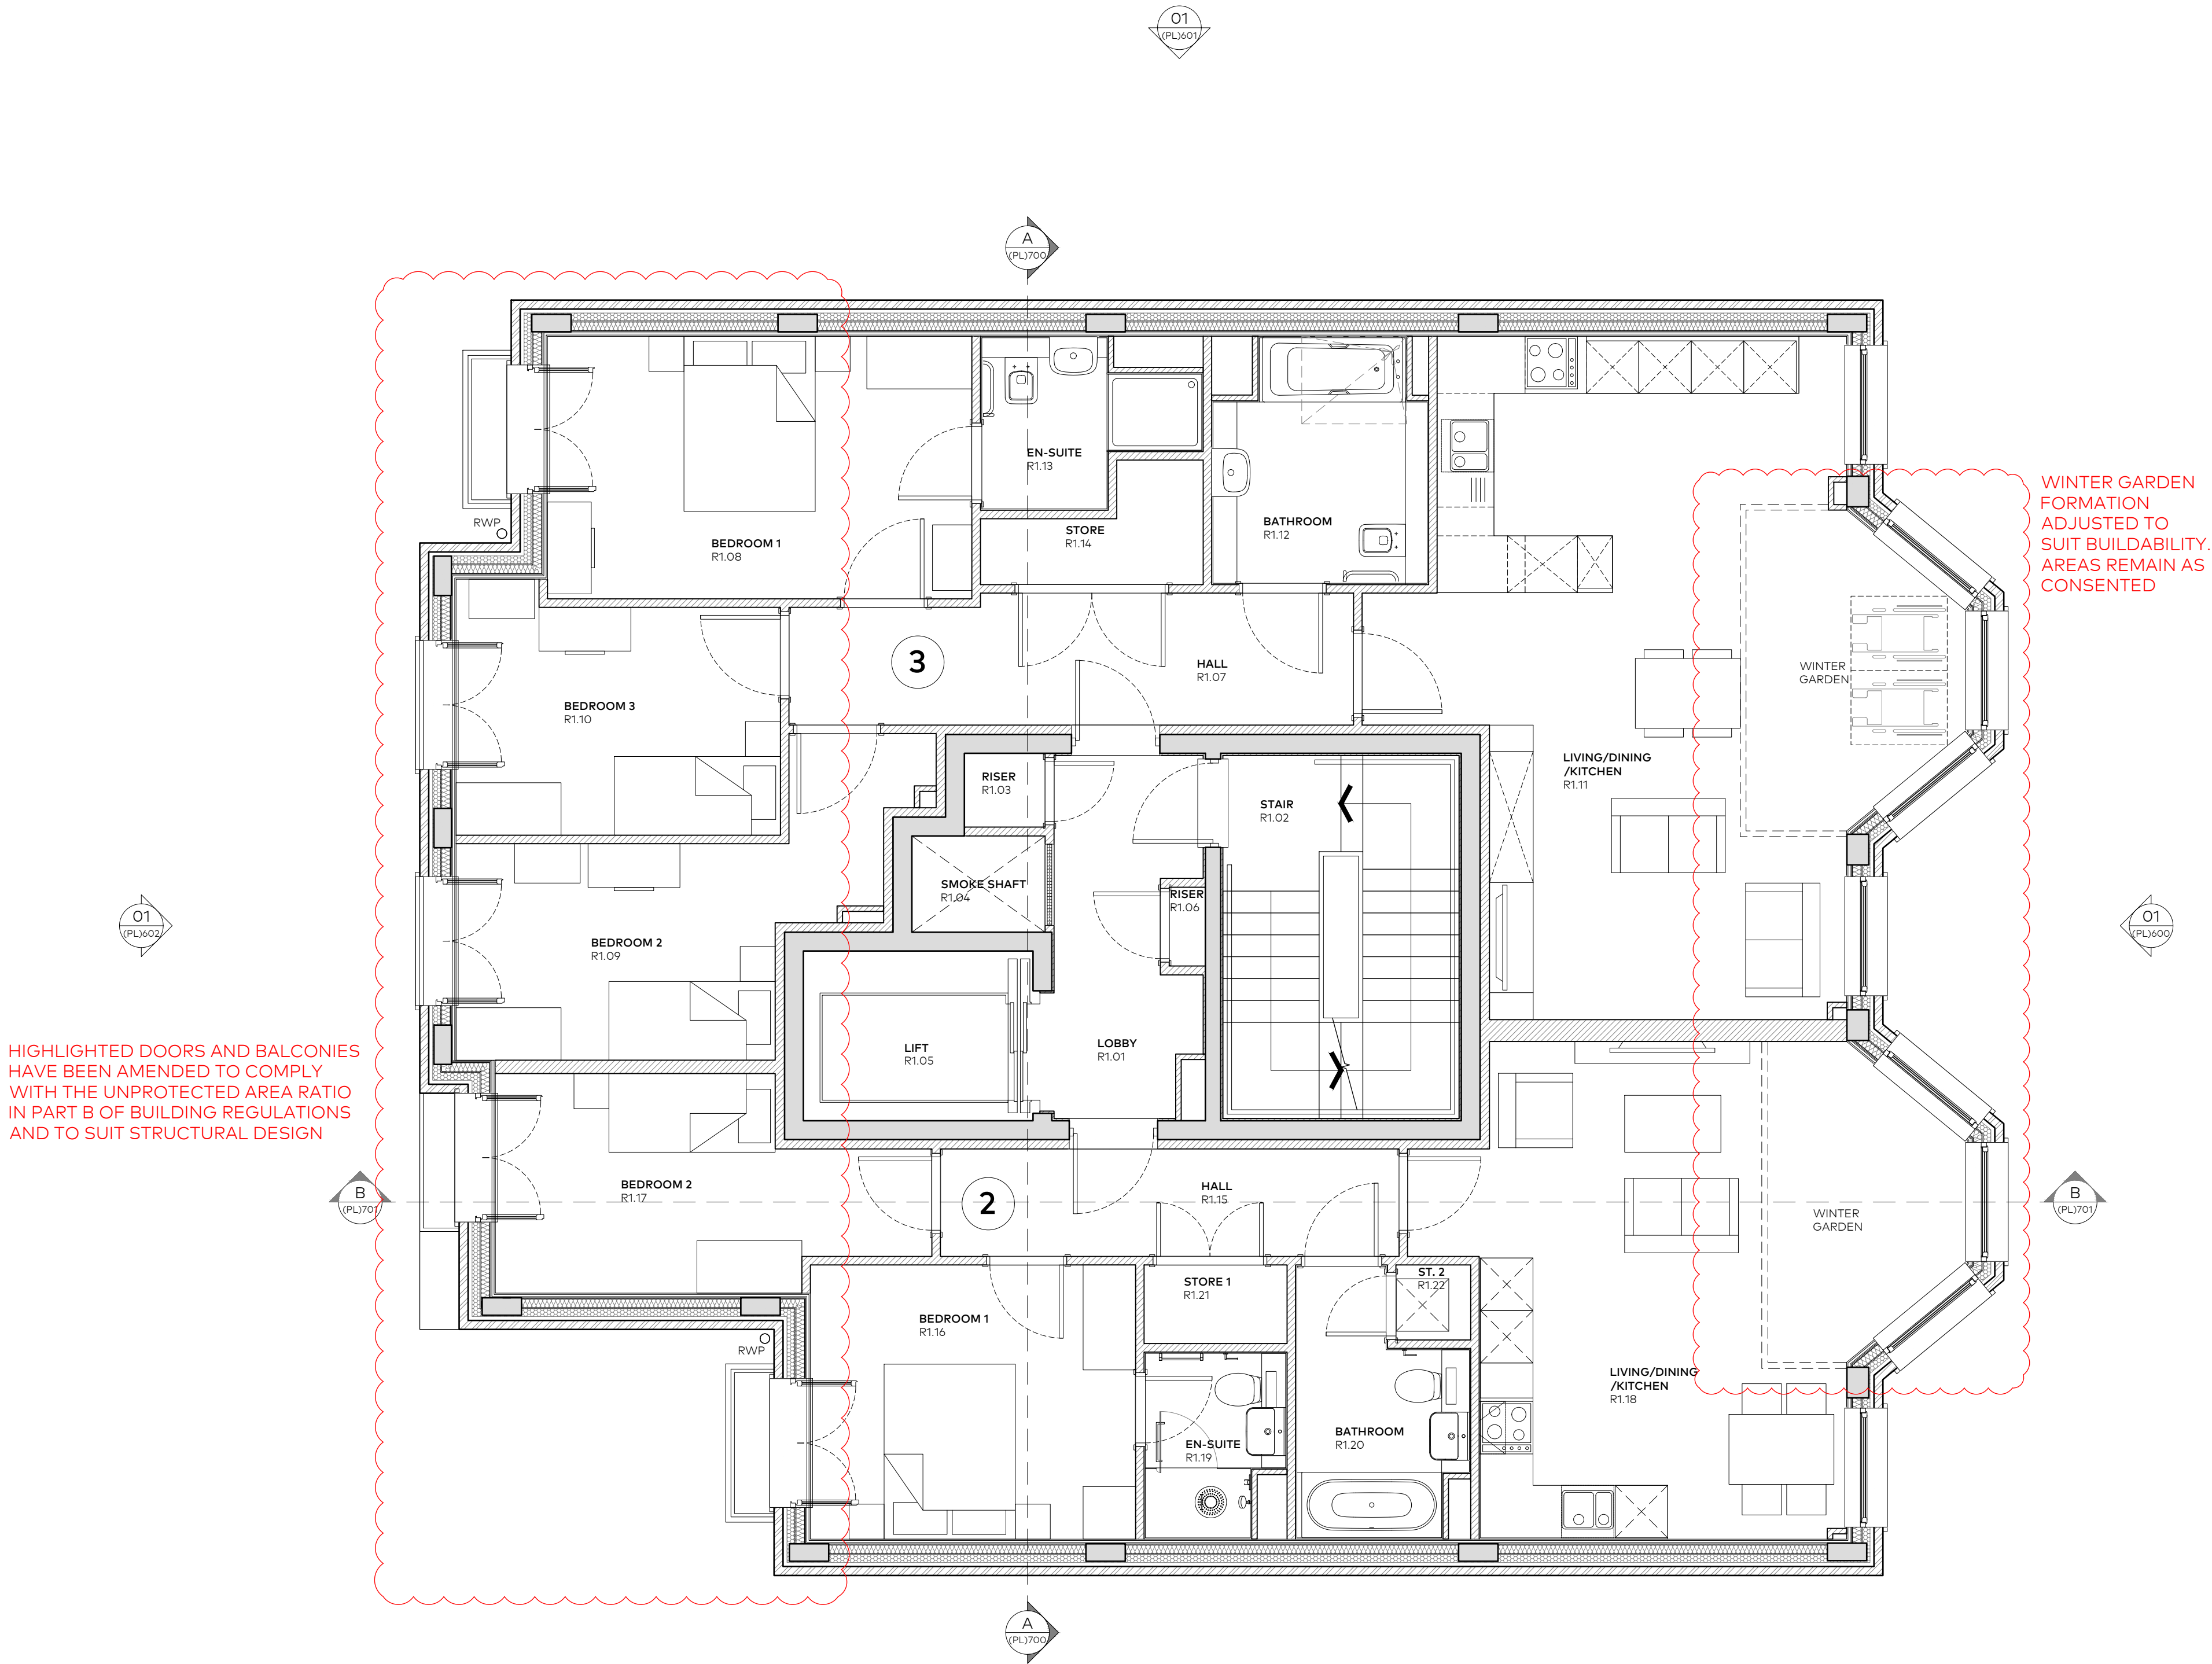 01
(PL)601
A
(PL)700
WINTER GARDEN
FORMATION
ADJUSTED TO
SUIT BUILDABILITY.
AREAS REMAIN AS
CONSENTED
EN-SUITE
R1.13
RWP
BEDROOM 1
R1.08
STORE
R1.14
BATHROOM
R1.12
3
HALL
R1.07
WINTER
GARDEN
BEDROOM 3
R1.10
LIVING/DINING
/KITCHEN
R1.11
RISER
R1.03
STAIR
R1.02
SMOKE SHAFT
R1.04
RISER
R1.06
01
(PL)602
01
(PL)600
BEDROOM 2
R1.09
LIFT
R1.05
LOBBY
R1.01
HIGHLIGHTED DOORS AND BALCONIES
HAVE BEEN AMENDED TO COMPLY
WITH THE UNPROTECTED AREA RATIO
IN PART B OF BUILDING REGULATIONS
AND TO SUIT STRUCTURAL DESIGN
BEDROOM 2
R1.17
B
(PL)701
2
HALL
R1.15
WINTER
GARDEN
B
(PL)701
STORE 1
R1.21
ST. 2
R1.22
BEDROOM 1
R1.16
RWP
LIVING/DINING
/KITCHEN
R1.18
EN-SUITE
R1.19
BATHROOM
R1.20
A
(PL)700